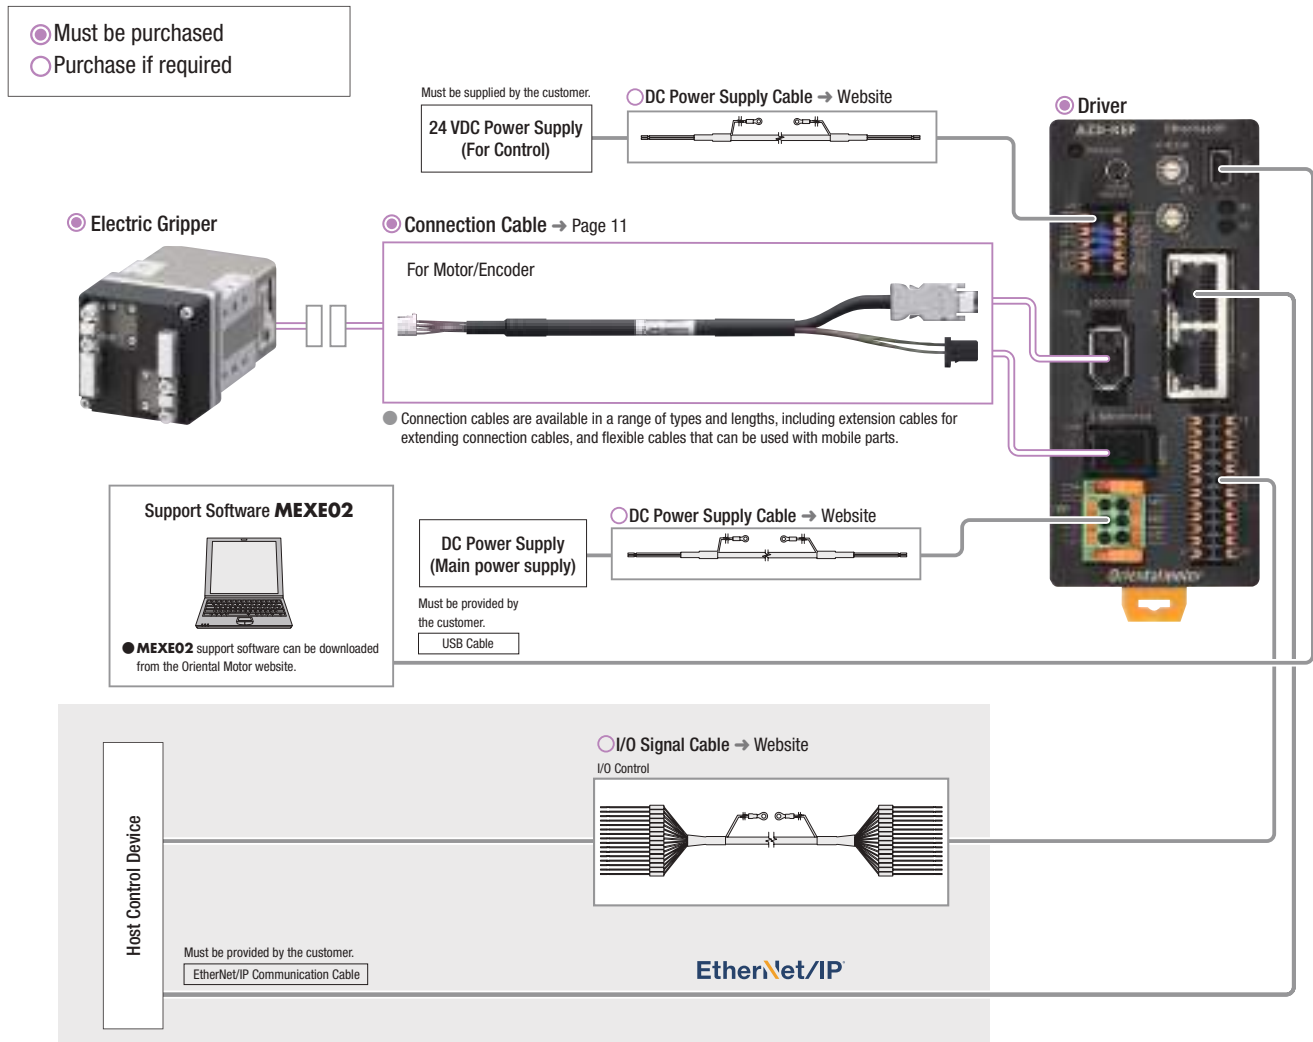 Must be purchased
Purchase if required
Must be supplied by the customer.
24 VDC Power Supply
(For Control)
DC Power Supply Cable → Website
Driver
Electric Gripper
Connection Cable → Page 11
For Motor/Encoder
● Connection cables are available in a range of types and lengths, including extension cables for
extending connection cables, and flexible cables that can be used with mobile parts.
Support Software MEXE02
● MEXE02 support software can be downloaded
from the Oriental Motor website.
DC Power Supply
(Main power supply)
DC Power Supply Cable → Website
Must be provided by
the customer.
USB Cable
Orientalmotor
Host Control Device
I/O Signal Cable → Website
I/O Control
Must be provided by the customer.
EtherNet/IP Communication Cable
EtherNet/IP